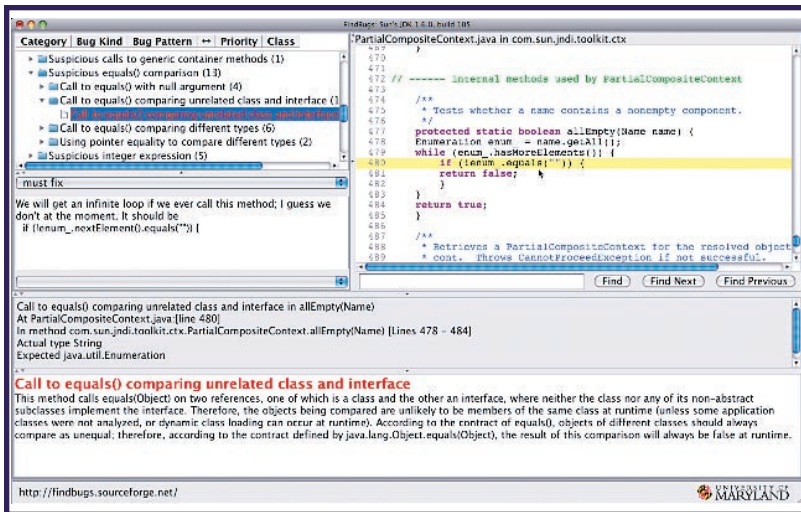 FindBugs: Sun's JDK 1.6.0, build 105
Category Bug Kind Bug Pattern ↔ Priority Class
Suspicious calls to generic container methods (1)
Suspicious equals() comparison (13)
Call to equals() with null argument (4)
Call to equals() comparing unrelated class and interface (1
Call to equals() comparing unrelated class and interface
Call to equals() comparing different types (6)
Using pointer equality to compare different types (2)
Suspicious integer expression (5)
must fix
We will get an infinite loop if we ever call this method; I guess we
don't at the moment. It should be
if (!enum_.nextElement().equals("")) {
PartialCompositeContext.java in com.sun.jndi.toolkit.ctx
469 }
470
471
472 // ------ internal methods used by PartialCompositeContext
473
474 /**
475 * Tests whether a name contains a nonempty component.
476 */
477 protected static boolean allEmpty(Name name) {
478 Enumeration enum_ = name.getAll();
479 while (enum_.hasMoreElements()) {
480 if (!enum_.equals("")) {
481 return false;
482 }
483 }
484 return true;
485 }
486
487 /**
488 * Retrieves a PartialCompositeContext for the resolved object
489 * cont. Throws CannotProceedException if not successful.
Find Find Next Find Previous
Call to equals() comparing unrelated class and interface in allEmpty(Name)
At PartialCompositeContext.java:[line 480]
In method com.sun.jndi.toolkit.ctx.PartialCompositeContext.allEmpty(Name) [Lines 478 - 484]
Actual type String
Expected java.util.Enumeration
Call to equals() comparing unrelated class and interface
This method calls equals(Object) on two references, one of which is a class and the other an interface, where neither the class nor any of its non-abstract
subclasses implement the interface. Therefore, the objects being compared are unlikely to be members of the same class at runtime (unless some application
classes were not analyzed, or dynamic class loading can occur at runtime). According to the contract of equals(), objects of different classes should always
compare as unequal; therefore, according to the contract defined by java.lang.Object.equals(Object), the result of this comparison will always be false at runtime.
http://findbugs.sourceforge.net/
UNIVERSITY OF
MARYLAND